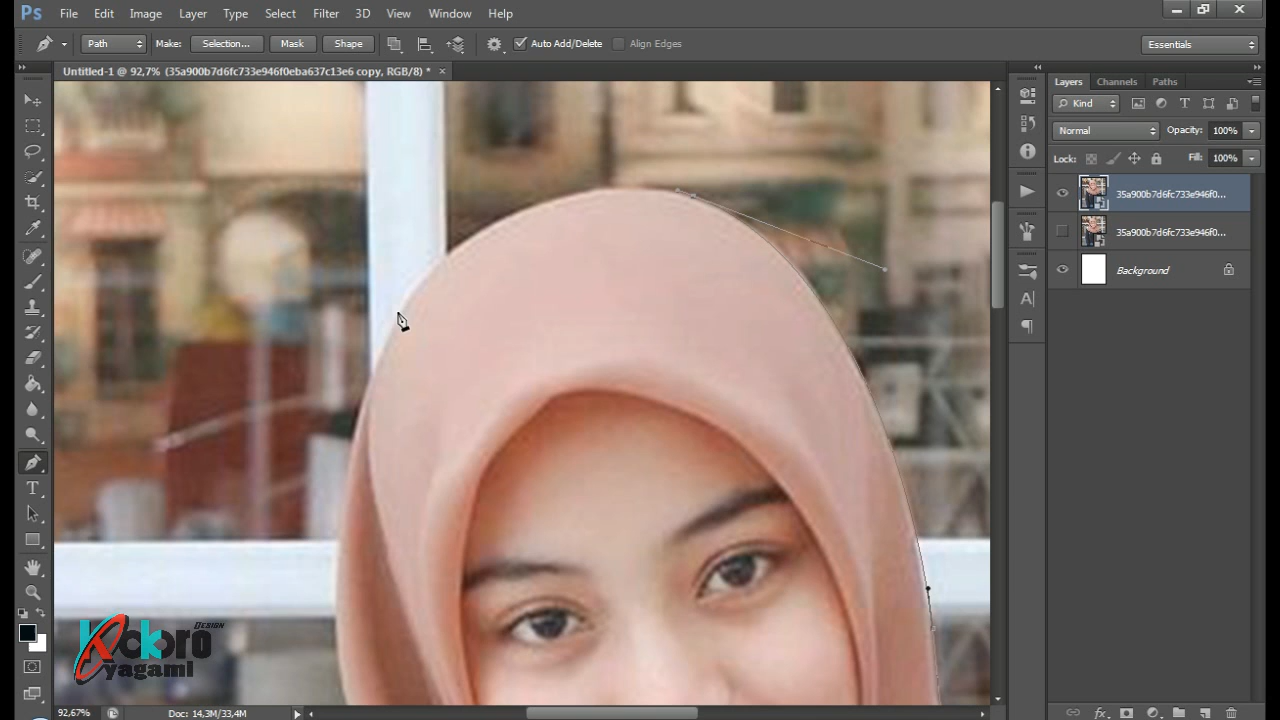 Ps File Edit Image Layer Type Select Filter 3D View Window Help
Path Make: Selection... Mask Shape Auto Add/Delete Align Edges Essentials
Untitled-1 @ 92,7% (35a900b7d6fc733e946f0eba637c13e6 copy, RGB/8) * ×
Layers Channels Paths
Kind
Normal Opacity: 100%
Lock: Fill: 100%
35a900b7d6fc733e946f0...
35a900b7d6fc733e946f0...
Background
DESIGN
Kokoro
yagami
92,67% Doc: 14,3M/33,4M